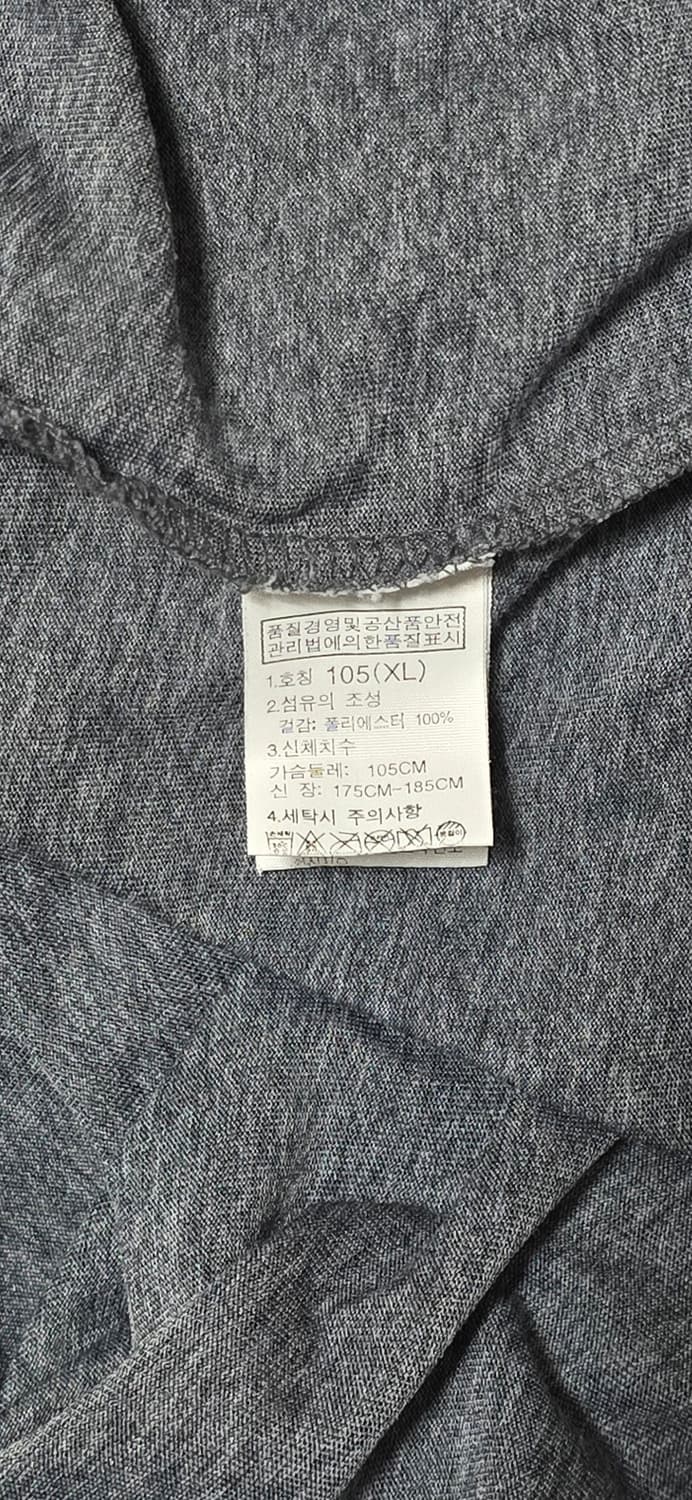 품질경영및공산품안전
관리법에의한품질표시
1.호칭 105(XL)
2.섬유의 조성
겉감: 폴리에스터 100%
3.신체치수
가슴둘레: 105CM
신 장: 175CM-185CM
4.세탁시 주의사항